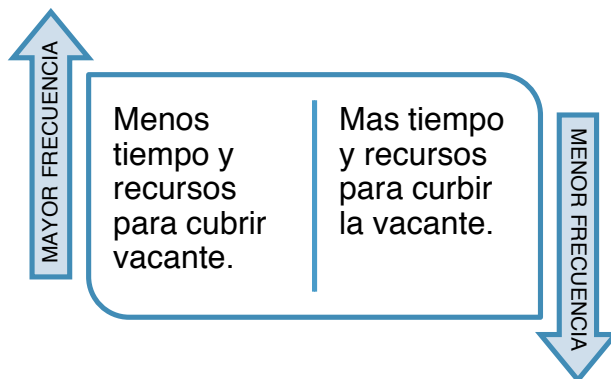 MAYOR FRECUENCIA
Menos
tiempo y
recursos
para cubrir
vacante.
Mas tiempo
y recursos
para curbir
la vacante.
MENOR FRECUENCIA